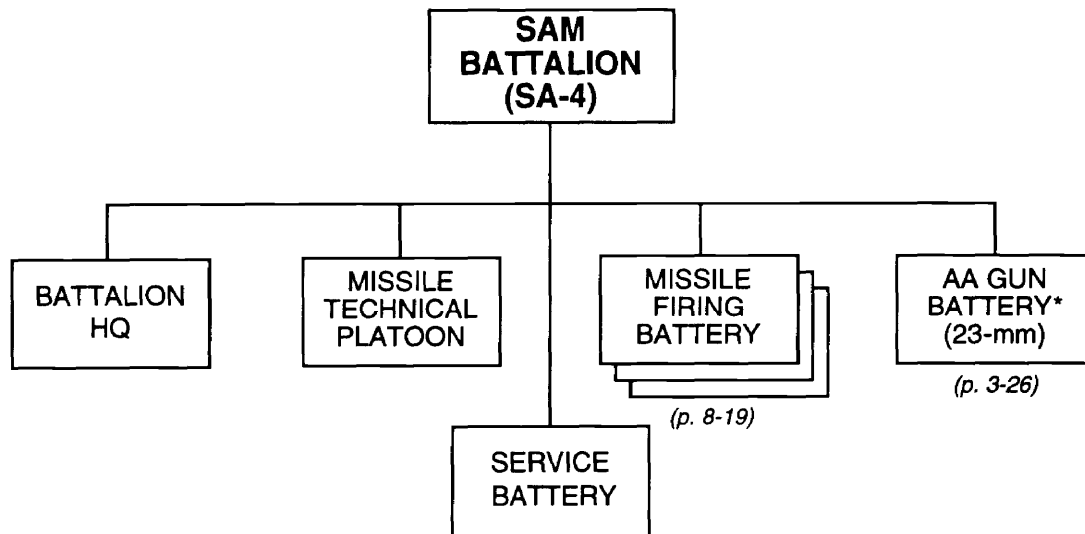 SAM
BATTALION
(SA-4)
BATTALION
HQ
MISSILE
TECHNICAL
PLATOON
MISSILE
FIRING
BATTERY
(p. 8-19)
AA GUN
BATTERY*
(23-mm)
(p. 3-26)
SERVICE
BATTERY